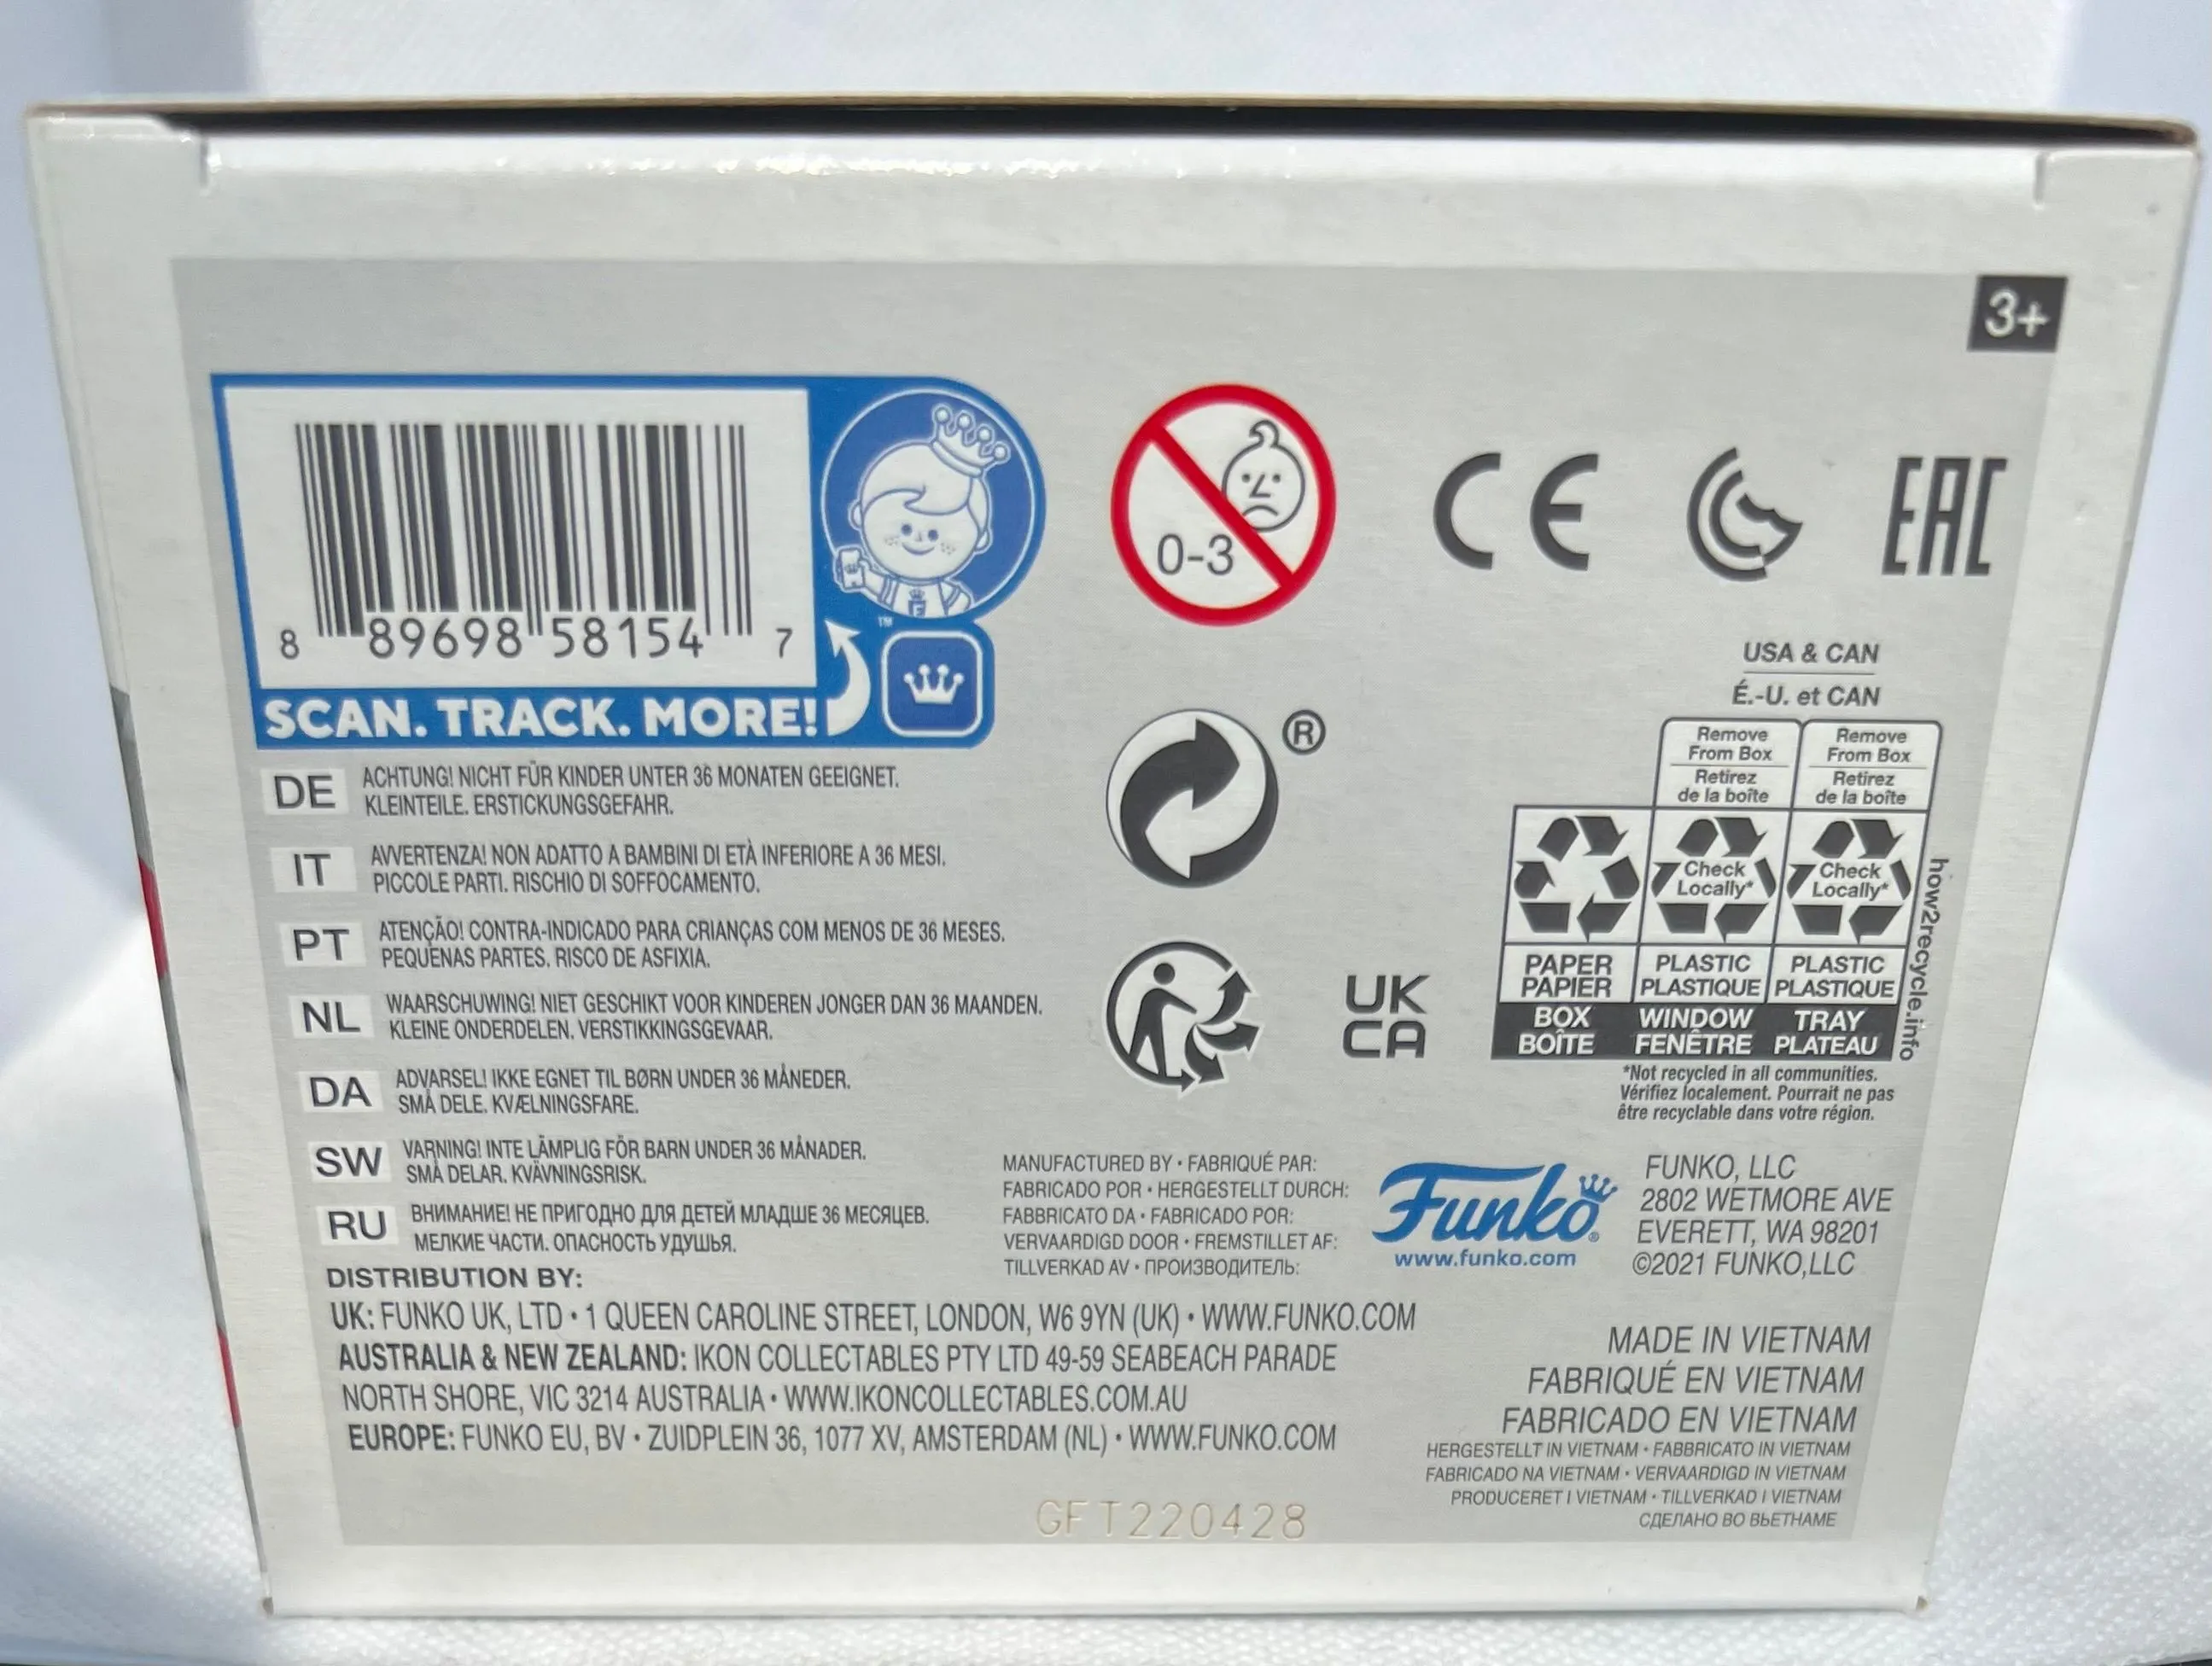 3+
8 89698 58154 7
TM
SCAN. TRACK. MORE!
0-3
CE
EAC
USA & CAN
É.-U. et CAN
Remove
From Box
Retirez
de la boîte
Remove
From Box
Retirez
de la boîte
Check
Locally*
Check
Locally*
PAPER
PAPIER
PLASTIC
PLASTIQUE
PLASTIC
PLASTIQUE
BOX
BOÎTE
WINDOW
FENÊTRE
TRAY
PLATEAU
how2recycle.info
*Not recycled in all communities.
Vérifiez localement. Pourrait ne pas
être recyclable dans votre région.
®
UK
CA
DE ACHTUNG! NICHT FÜR KINDER UNTER 36 MONATEN GEEIGNET.
KLEINTEILE. ERSTICKUNGSGEFAHR.
IT AVVERTENZA! NON ADATTO A BAMBINI DI ETÀ INFERIORE A 36 MESI.
PICCOLE PARTI. RISCHIO DI SOFFOCAMENTO.
PT ATENÇÃO! CONTRA-INDICADO PARA CRIANÇAS COM MENOS DE 36 MESES.
PEQUENAS PARTES. RISCO DE ASFIXIA.
NL WAARSCHUWING! NIET GESCHIKT VOOR KINDEREN JONGER DAN 36 MAANDEN.
KLEINE ONDERDELEN. VERSTIKKINGSGEVAAR.
DA ADVARSEL! IKKE EGNET TIL BØRN UNDER 36 MÅNEDER.
SMÅ DELE. KVÆLNINGSFARE.
SW VARNING! INTE LÄMPLIG FÖR BARN UNDER 36 MÅNADER.
SMÅ DELAR. KVÄVNINGSRISK.
RU ВНИМАНИЕ! НЕ ПРИГОДНО ДЛЯ ДЕТЕЙ МЛАДШЕ 36 МЕСЯЦЕВ.
МЕЛКИЕ ЧАСТИ. ОПАСНОСТЬ УДУШЬЯ.
MANUFACTURED BY • FABRIQUÉ PAR:
FABRICADO POR • HERGESTELLT DURCH:
FABBRICATO DA • FABRICADO POR:
VERVAARDIGD DOOR • FREMSTILLET AF:
TILLVERKAD AV • ПРОИЗВОДИТЕЛЬ:
Funko®
www.funko.com
FUNKO, LLC
2802 WETMORE AVE
EVERETT, WA 98201
©2021 FUNKO,LLC
DISTRIBUTION BY:
UK: FUNKO UK, LTD • 1 QUEEN CAROLINE STREET, LONDON, W6 9YN (UK) • WWW.FUNKO.COM
AUSTRALIA & NEW ZEALAND: IKON COLLECTABLES PTY LTD 49-59 SEABEACH PARADE
NORTH SHORE, VIC 3214 AUSTRALIA • WWW.IKONCOLLECTABLES.COM.AU
EUROPE: FUNKO EU, BV • ZUIDPLEIN 36, 1077 XV, AMSTERDAM (NL) • WWW.FUNKO.COM
MADE IN VIETNAM
FABRIQUÉ EN VIETNAM
FABRICADO EN VIETNAM
HERGESTELLT IN VIETNAM • FABBRICATO IN VIETNAM
FABRICADO NA VIETNAM • VERVAARDIGD IN VIETNAM
PRODUCERET I VIETNAM • TILLVERKAD I VIETNAM
СДЕЛАНО ВО ВЬЕТНАМЕ
GFT220428